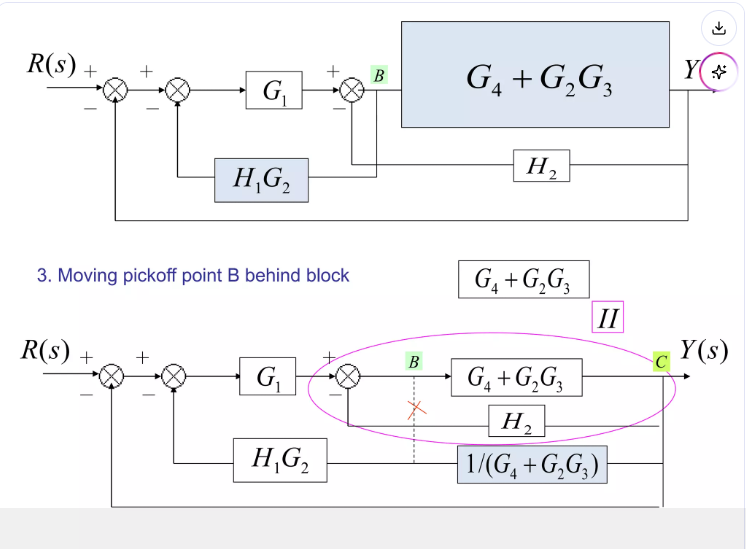 R(s) + + + B G₄ + G₂G₃ Y
− − G₁ −
H₁G₂ H₂
3. Moving pickoff point B behind block G₄ + G₂G₃
II
R(s) + + + B C Y(s)
− − G₁ − G₄ + G₂G₃
H₂
H₁G₂ 1/(G₄ + G₂G₃)